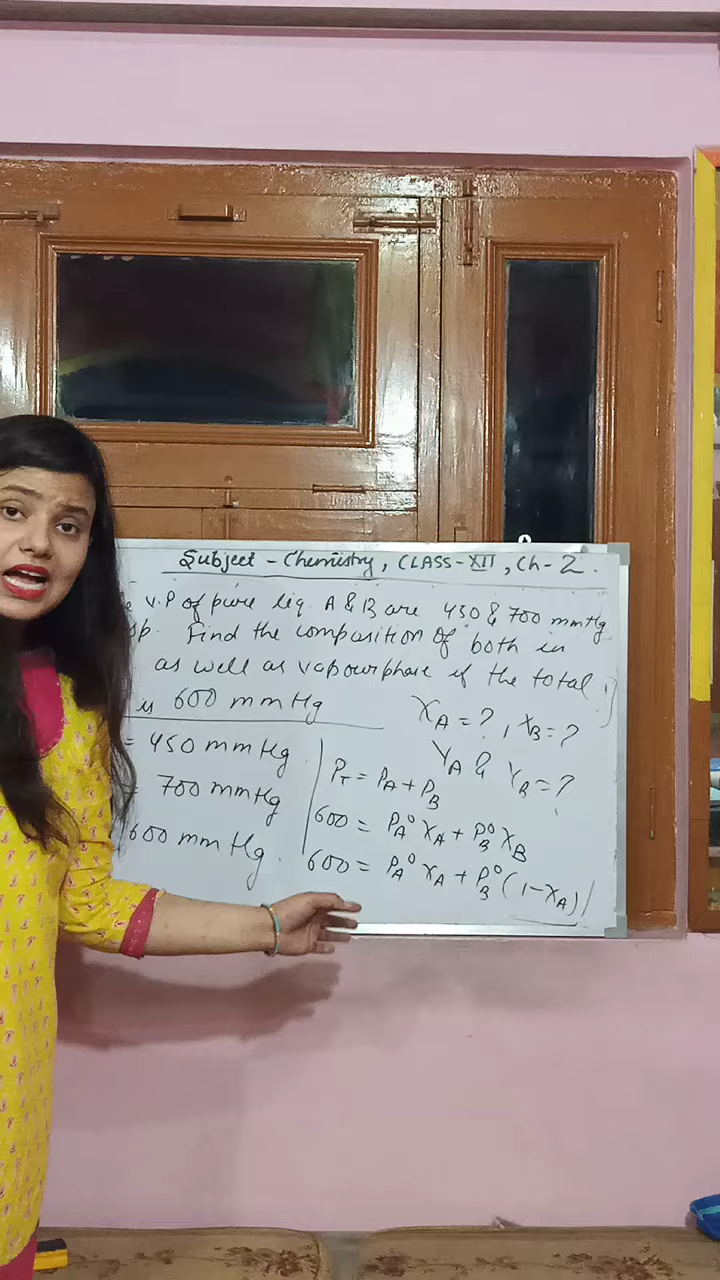 Subject - Chemistry, CLASS-XII, Ch-2.
V.P of pure liq. A & B are 450 & 700 mmHg
Find the composition of both in
as well as vapour phase if the total
is 600 mmHg
XA = ?, XB = ?
YA & YB = ?
= 450 mmHg
= 700 mmHg
600 mmHg.
PT = PA + PB
600 = PA° XA + PB° XB
600 = PA° XA + PB° (1-XA)